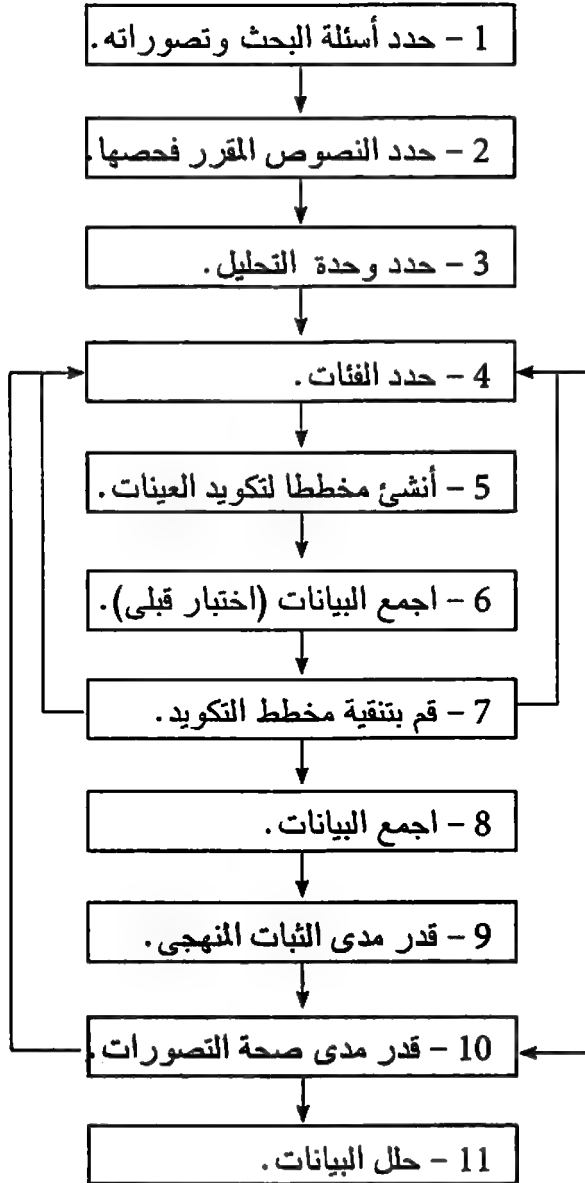 1 - حدد أسئلة البحث وتصوراته.
2 - حدد النصوص المقرر فحصها.
3 - حدد وحدة التحليل.
4 - حدد الفئات.
5 - أنشئ مخططا لتكويد العينات.
6 - اجمع البيانات (اختبار قبلى).
7 - قم بتنقية مخطط التكويد.
8 - اجمع البيانات.
9 - قدر مدى الثبات المنهجى.
10 - قدر مدى صحة التصورات.
11 - حلل البيانات.